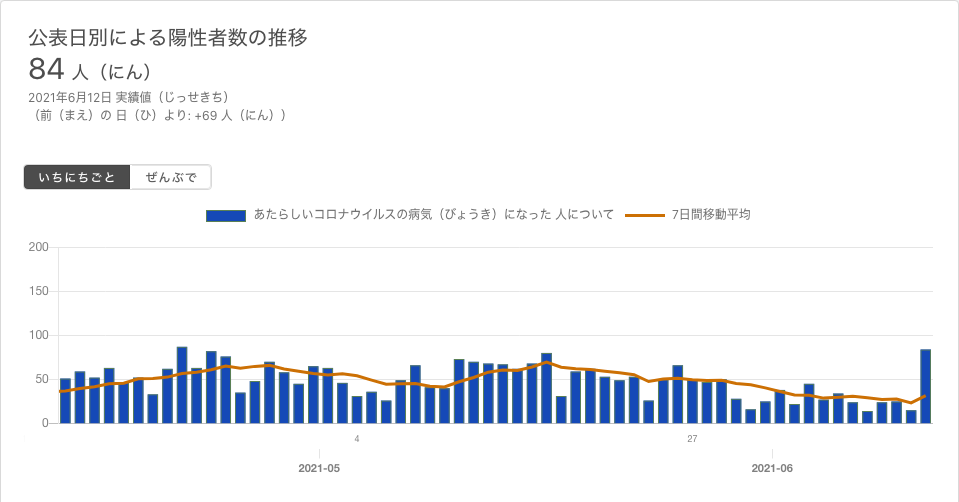 公表日別による陽性者数の推移
84 人（にん）
2021年6月12日 実績値（じっせきち）
（前（まえ）の 日（ひ）より: +69 人（にん））
いちにちごと ぜんぶで
あたらしいコロナウイルスの病気（びょうき）になった 人について 7日間移動平均
200
150
100
50
0
4 27
2021-05 2021-06